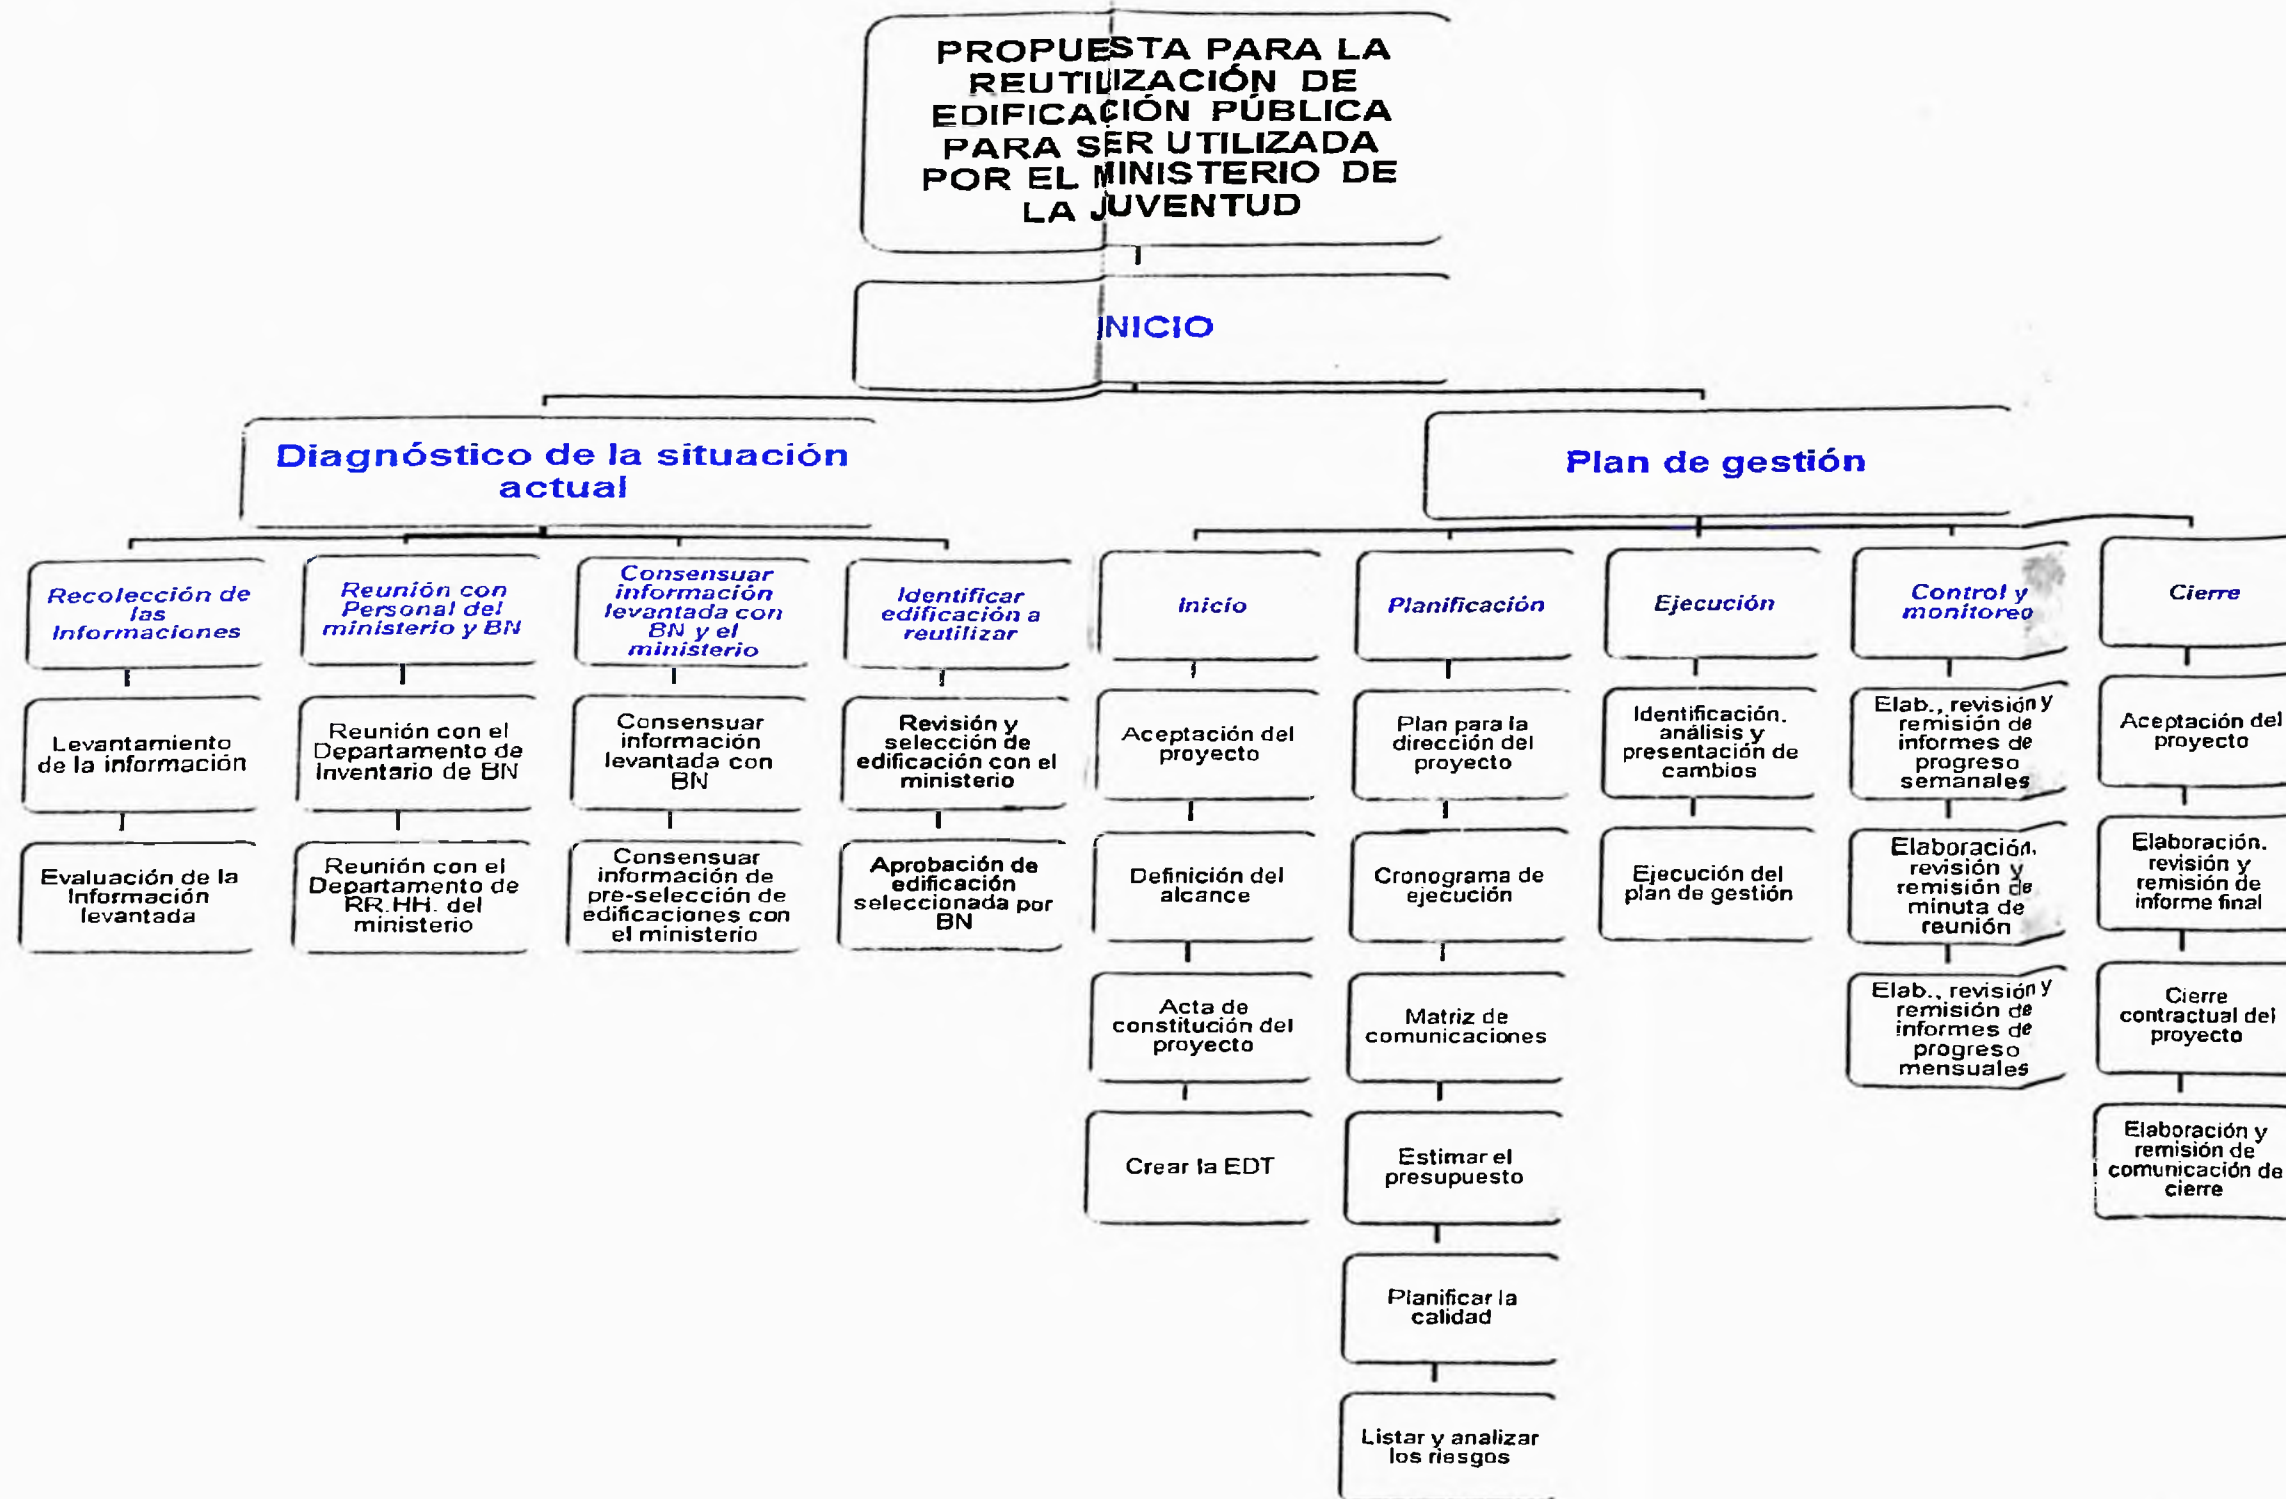 PROPUESTA PARA LA
REUTILIZACIÓN DE
EDIFICACIÓN PÚBLICA
PARA SER UTILIZADA
POR EL MINISTERIO DE
LA JUVENTUD
INICIO
Diagnóstico de la situación
actual
Plan de gestión
Recolección de
las
Informaciones
Reunión con
Personal del
ministerio y BN
Consensuar
información
levantada con
BN y el
ministerio
Identificar
edificación a
reutilizar
Inicio
Planificación
Ejecución
Control y
monitoreo
Cierre
Levantamiento
de la información
Reunión con el
Departamento de
Inventario de BN
Consensuar
información
levantada con
BN
Revisión y
selección de
edificación con el
ministerio
Aceptación del
proyecto
Plan para la
dirección del
proyecto
Identificación.
análisis y
presentación de
cambios
Elab., revisión y
remisión de
informes de
progreso
semanales
Aceptación del
proyecto
Evaluación de la
Información
levantada
Reunión con el
Departamento de
RR.HH. del
ministerio
Consensuar
información de
pre-selección de
edificaciones con
el ministerio
Aprobación de
edificación
seleccionada por
BN
Definición del
alcance
Cronograma de
ejecución
Ejecución del
plan de gestión
Elaboración,
revisión y
remisión de
minuta de
reunión
Elaboración.
revisión y
remisión de
informe final
Acta de
constitución del
proyecto
Matriz de
comunicaciones
Elab., revisión y
remisión de
informes de
progreso
mensuales
Cierre
contractual del
proyecto
Crear la EDT
Estimar el
presupuesto
Elaboración y
remisión de
comunicación de
cierre
Planificar la
calidad
Listar y analizar
los riesgos